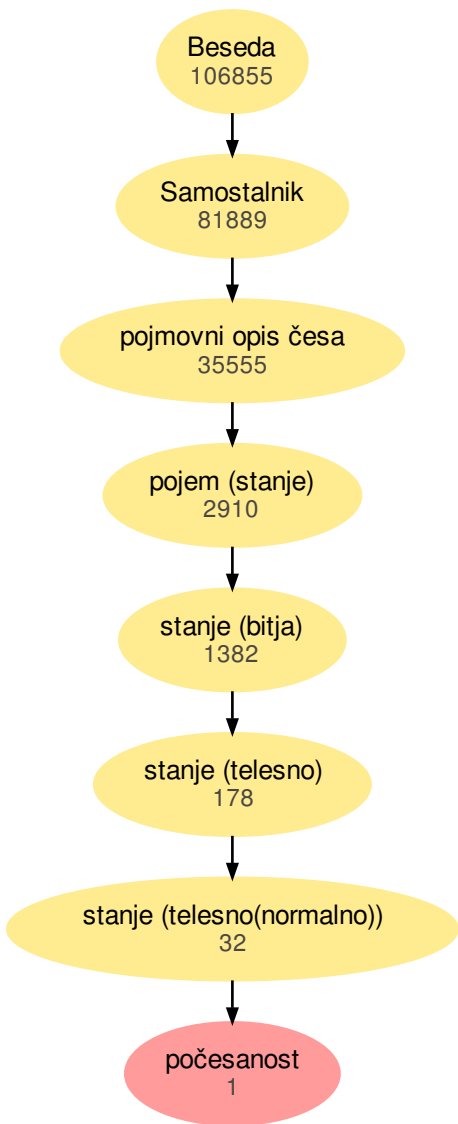 Beseda
106855
Samostalnik
81889
pojmovni opis česa
35555
pojem (stanje)
2910
stanje (bitja)
1382
stanje (telesno)
178
stanje (telesno(normalno))
32
počesanost
1